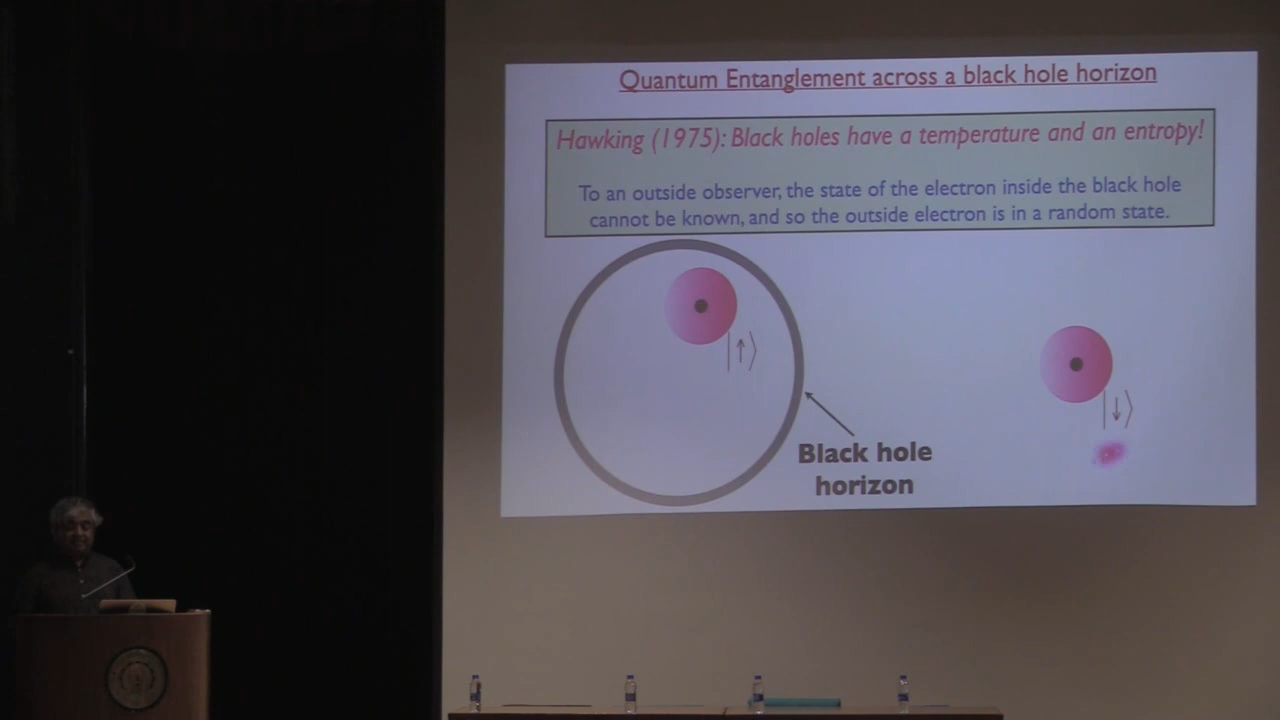 Quantum Entanglement across a black hole horizon
Hawking (1975): Black holes have a temperature and an entropy!
To an outside observer, the state of the electron inside the black hole
cannot be known, and so the outside electron is in a random state.
|↑⟩
|↓⟩
Black hole
horizon